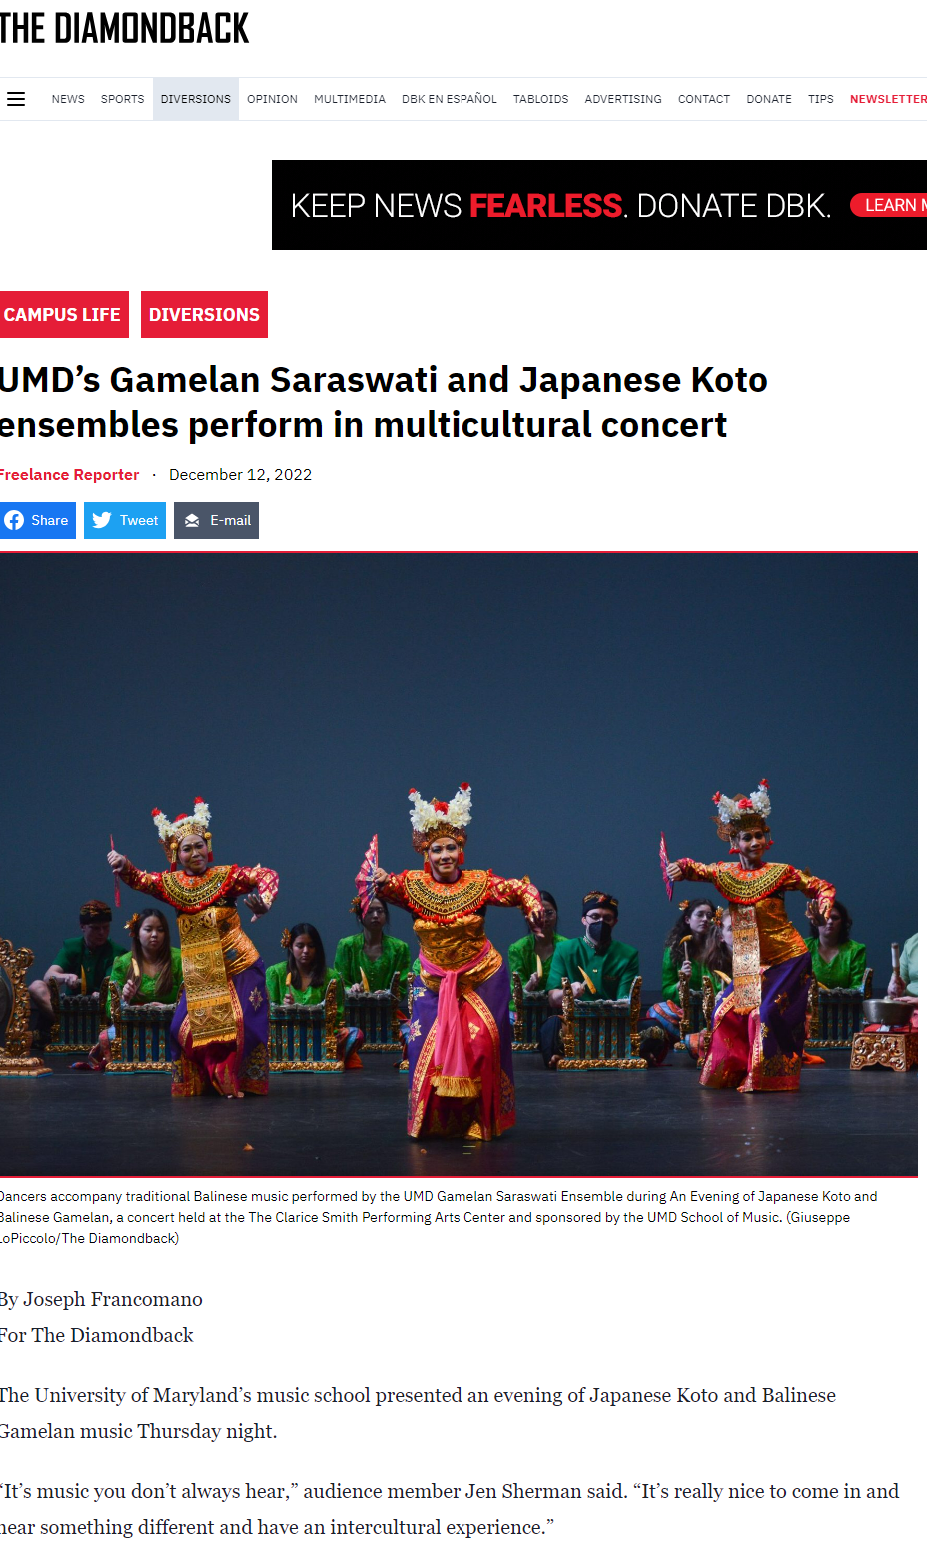 THE DIAMONDBACK
NEWS SPORTS DIVERSIONS OPINION MULTIMEDIA DBK EN ESPAÑOL TABLOIDS ADVERTISING CONTACT DONATE TIPS NEWSLETTER
KEEP NEWS FEARLESS. DONATE DBK. LEARN M
CAMPUS LIFE DIVERSIONS
UMD’s Gamelan Saraswati and Japanese Koto
ensembles perform in multicultural concert
Freelance Reporter · December 12, 2022
Share Tweet E-mail
Dancers accompany traditional Balinese music performed by the UMD Gamelan Saraswati Ensemble during An Evening of Japanese Koto and
Balinese Gamelan, a concert held at the The Clarice Smith Performing Arts Center and sponsored by the UMD School of Music. (Giuseppe
LoPiccolo/The Diamondback)
By Joseph Francomano
For The Diamondback
The University of Maryland’s music school presented an evening of Japanese Koto and Balinese
Gamelan music Thursday night.
“It’s music you don’t always hear,” audience member Jen Sherman said. “It’s really nice to come in and
hear something different and have an intercultural experience.”